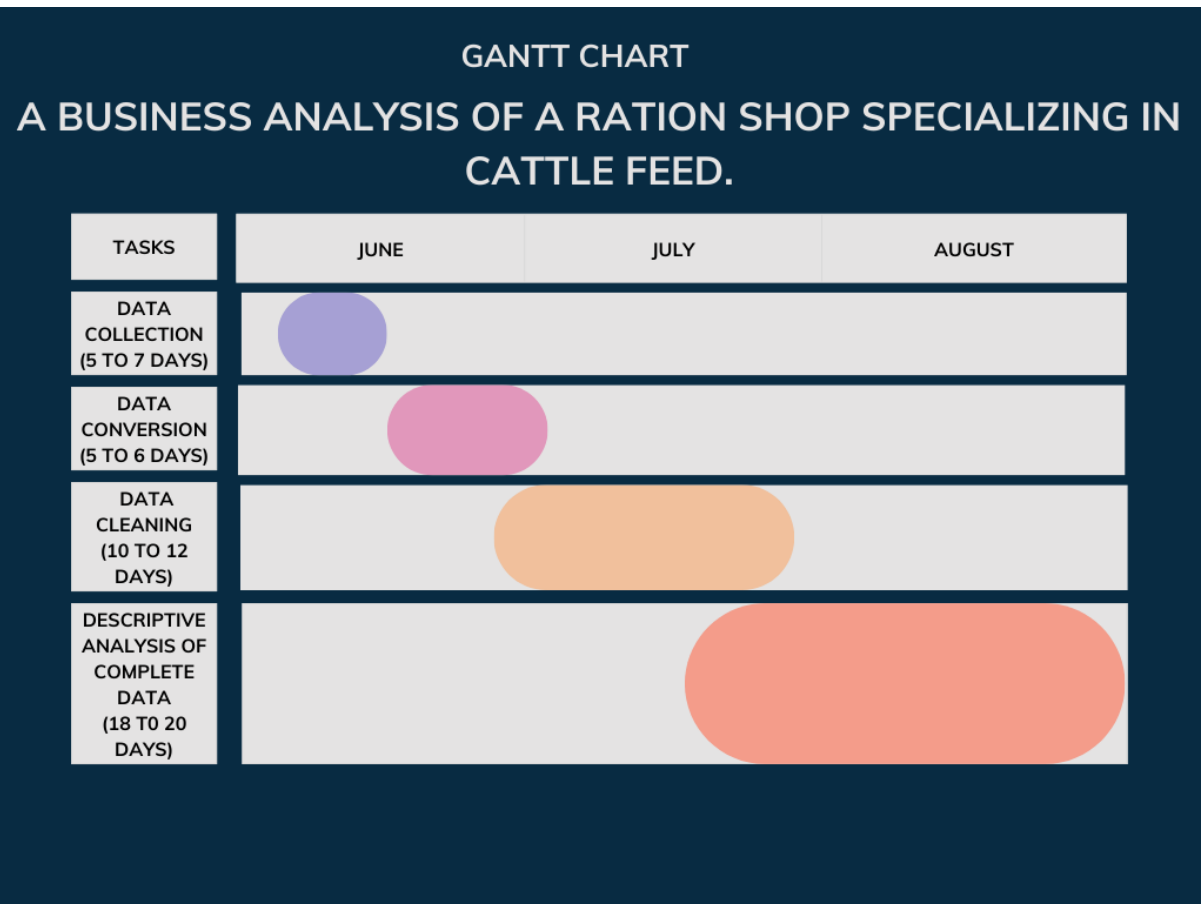 GANTT CHART
A BUSINESS ANALYSIS OF A RATION SHOP SPECIALIZING IN
CATTLE FEED.
TASKS
JUNE
JULY
AUGUST
DATA
COLLECTION
(5 TO 7 DAYS)
DATA
CONVERSION
(5 TO 6 DAYS)
DATA
CLEANING
(10 TO 12
DAYS)
DESCRIPTIVE
ANALYSIS OF
COMPLETE
DATA
(18 T0 20
DAYS)